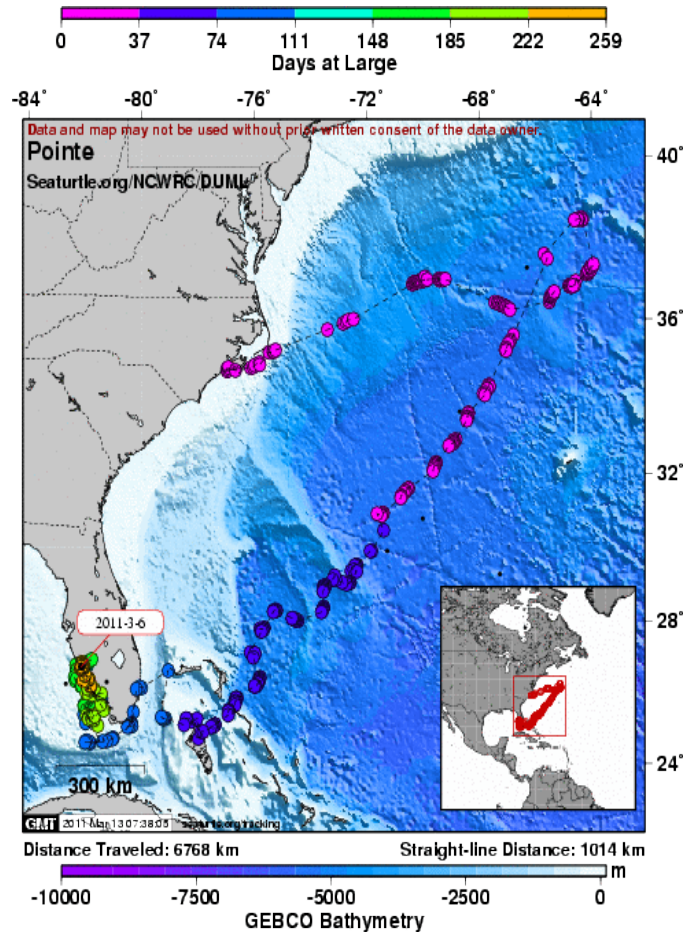 0 37 74 111 148 185 222 259
Days at Large
-84° -80° -76° -72° -68° -64°
Data and map may not be used without prior written consent of the data owner.
Pointe
Seaturtle.org/NCWRC/DUML
40°
36°
32°
28°
24°
2011-3-6
300 km
GMT 2011 Mar 13 07:38:05 seaturtle.org/tracking
Distance Traveled: 6768 km Straight-line Distance: 1014 km
-10000 -7500 -5000 -2500 0 m
GEBCO Bathymetry